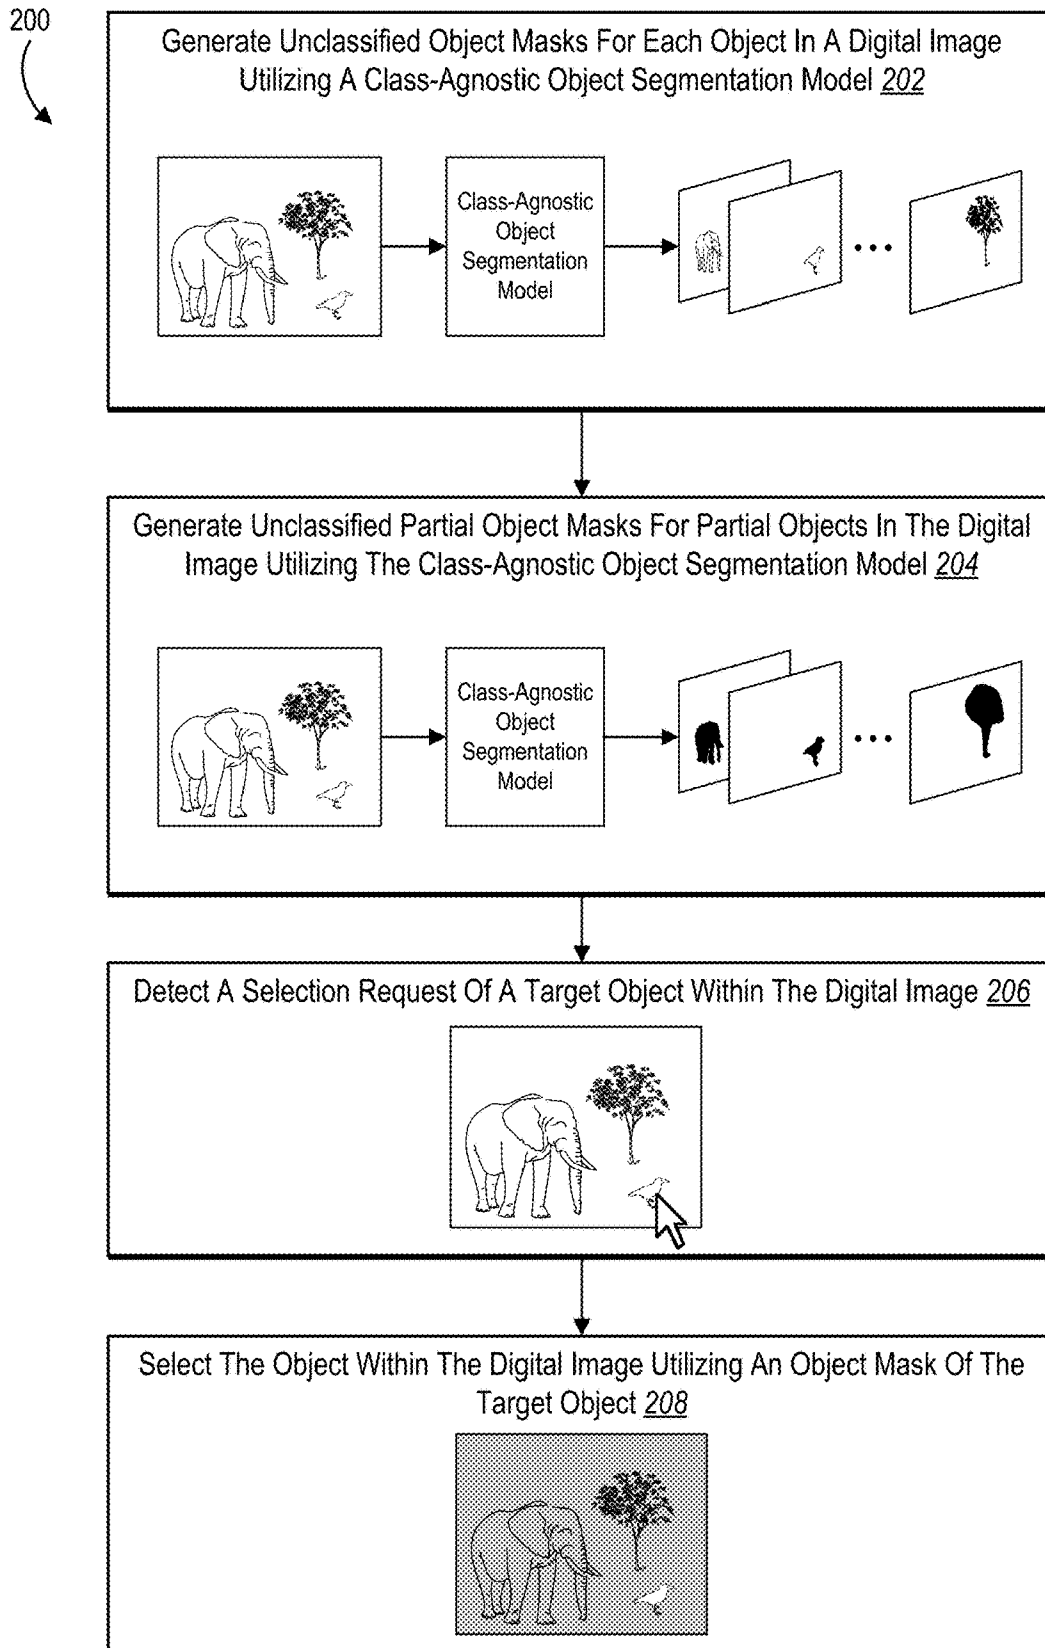 200
Generate Unclassified Object Masks For Each Object In A Digital Image
Utilizing A Class-Agnostic Object Segmentation Model 202
Class-Agnostic
Object
Segmentation
Model
Generate Unclassified Partial Object Masks For Partial Objects In The Digital
Image Utilizing The Class-Agnostic Object Segmentation Model 204
Class-Agnostic
Object
Segmentation
Model
Detect A Selection Request Of A Target Object Within The Digital Image 206
Select The Object Within The Digital Image Utilizing An Object Mask Of The
Target Object 208